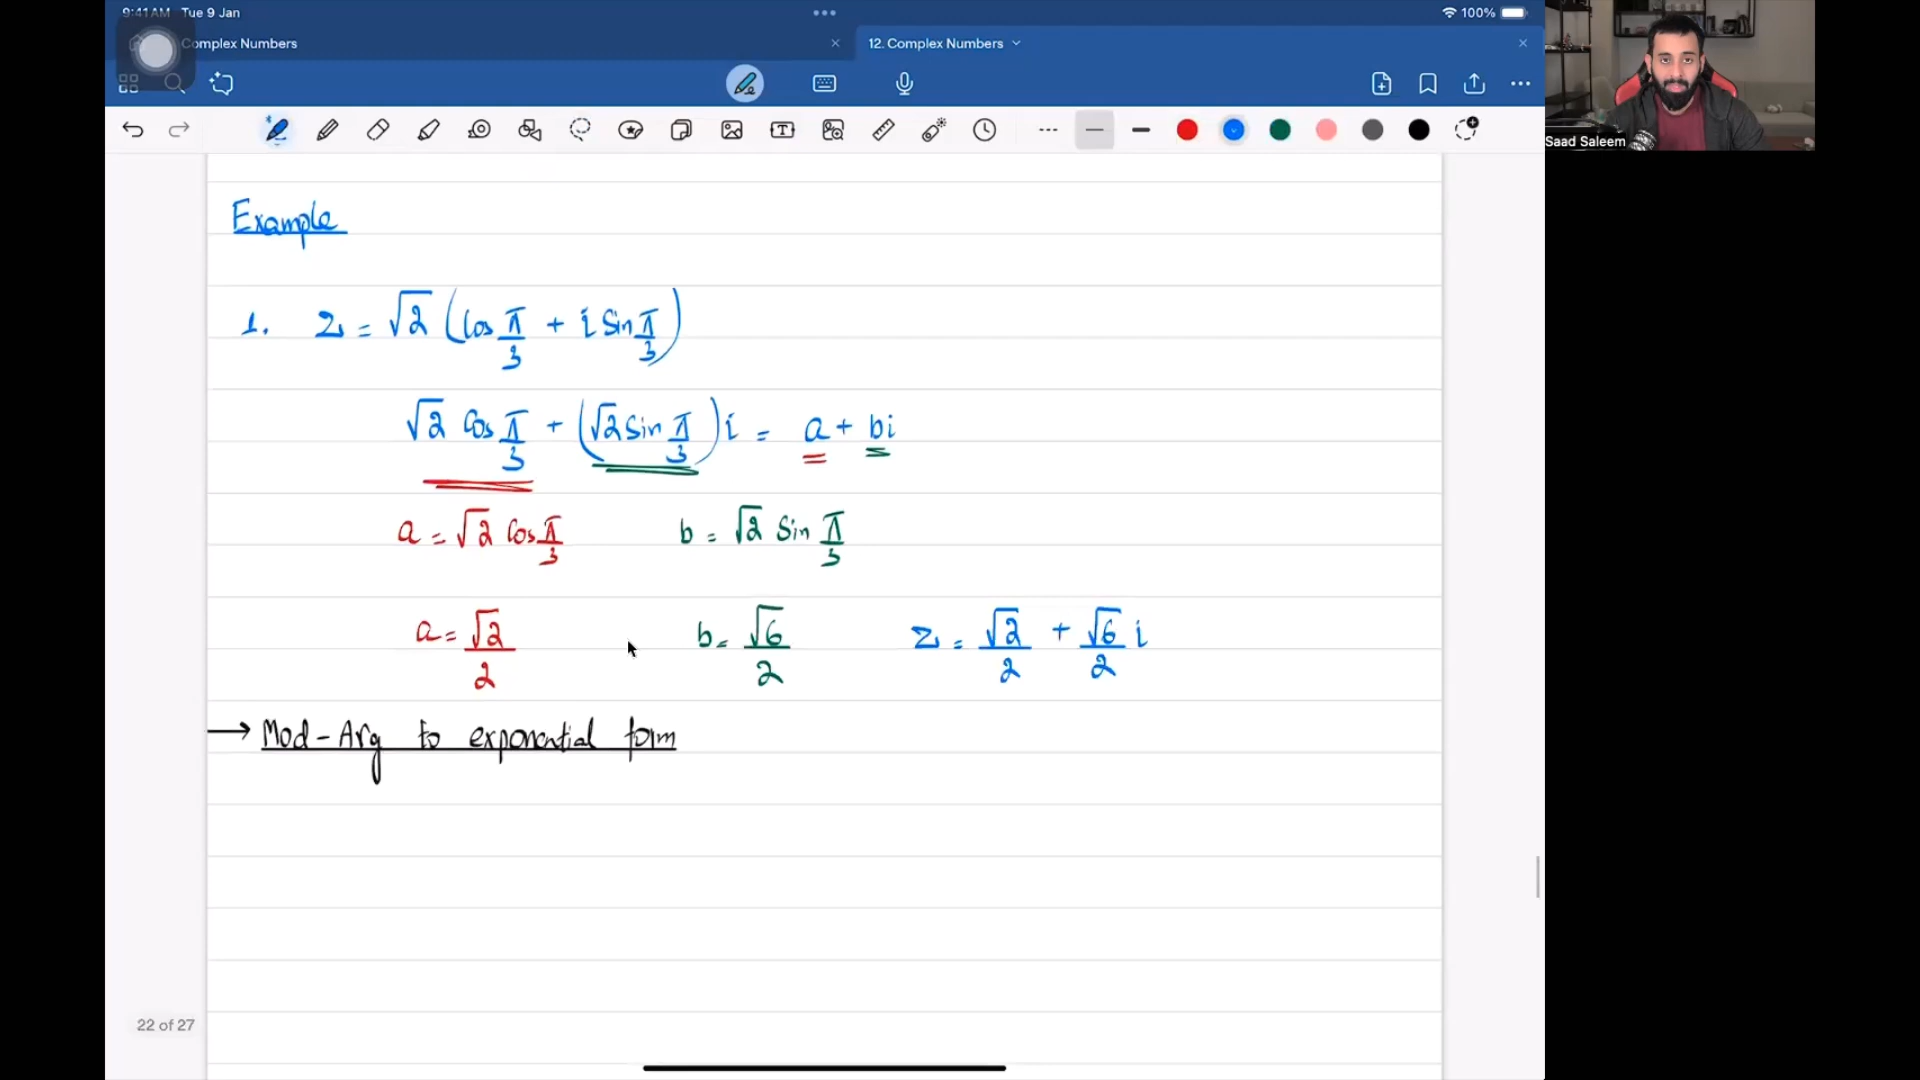 9:41 AM Tue 9 Jan
100%
Complex Numbers
12. Complex Numbers
Saad Saleem
Example
1. Z = √2 (Cos π/3 + i Sin π/3)
√2 Cos π/3 + (√2 Sin π/3) i = a + bi
a = √2 Cos π/3 b = √2 Sin π/3
a = √2/2 b = √6/2 Z = √2/2 + √6/2 i
→ Mod-Arg to exponential form
22 of 27